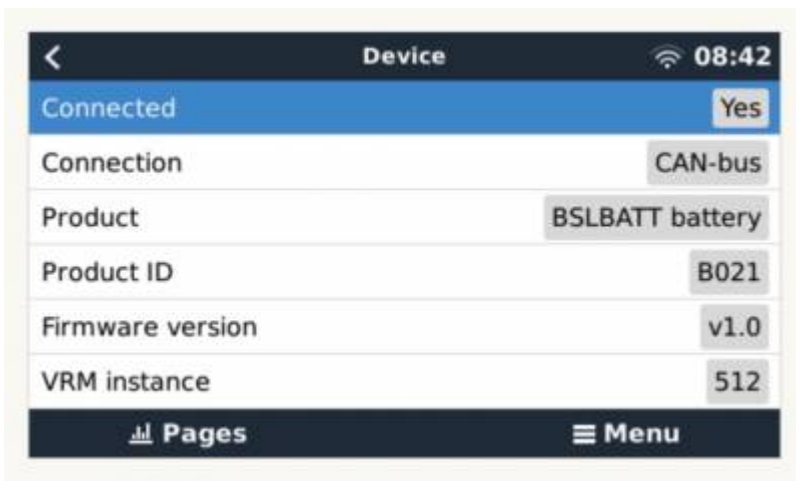 Device 08:42
Connected Yes
Connection CAN-bus
Product BSLBATT battery
Product ID B021
Firmware version v1.0
VRM instance 512
Pages Menu